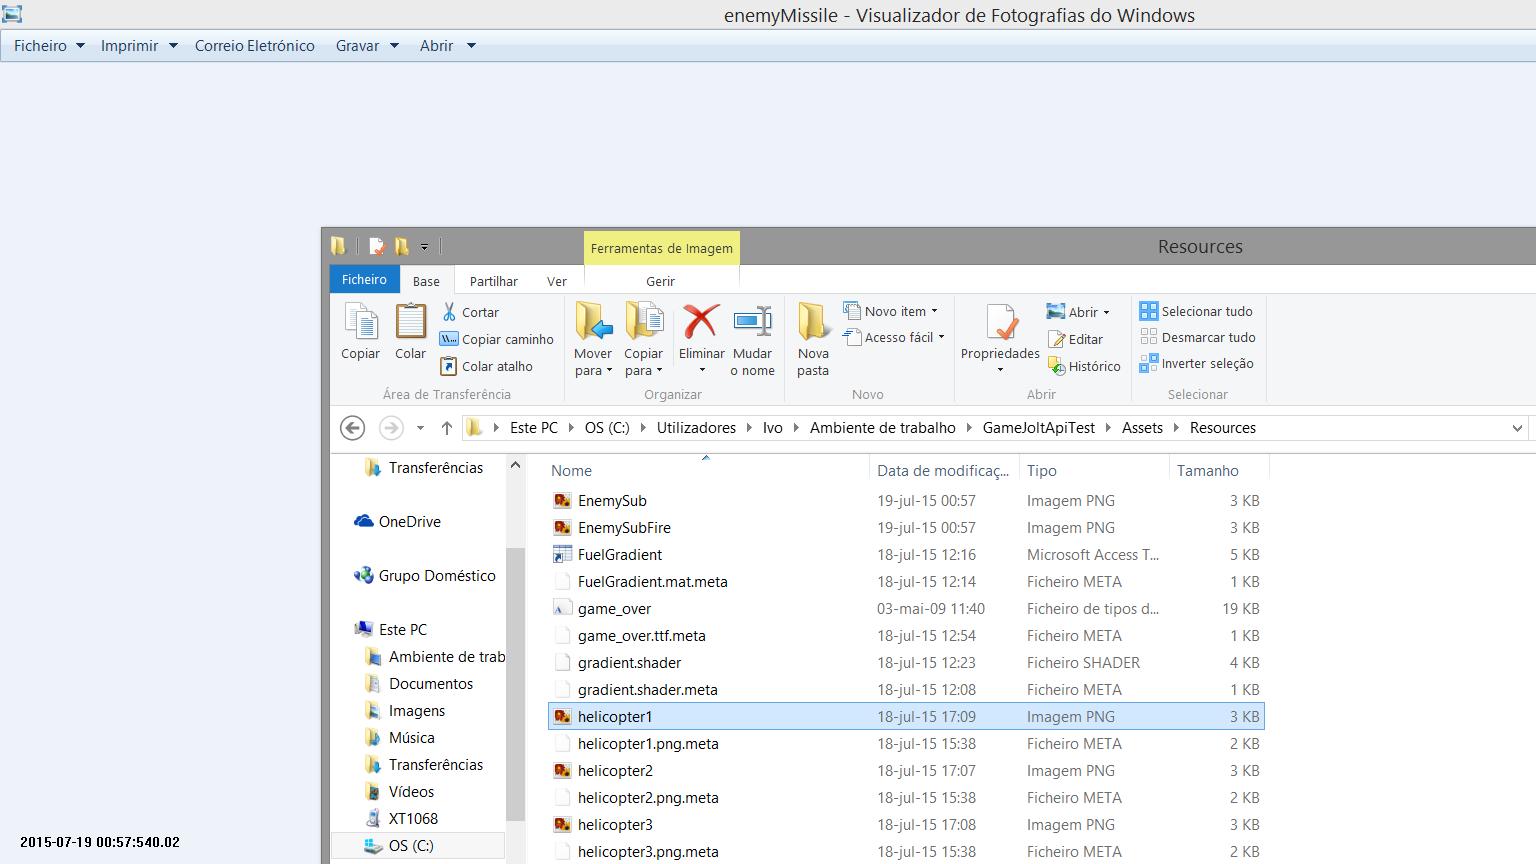 enemyMissile - Visualizador de Fotografias do Windows
Ficheiro Imprimir Correio Eletrónico Gravar Abrir
Ferramentas de Imagem Resources
Ficheiro Base Partilhar Ver Gerir
Copiar
Colar
Cortar
Copiar caminho
Colar atalho
Área de Transferência
Mover para
Copiar para
Eliminar
Mudar o nome
Organizar
Nova pasta
Novo item
Acesso fácil
Novo
Propriedades
Abrir
Editar
Histórico
Abrir
Selecionar tudo
Desmarcar tudo
Inverter seleção
Selecionar
Este PC OS (C:) Utilizadores Ivo Ambiente de trabalho GameJoltApiTest Assets Resources
Transferências
OneDrive
Grupo Doméstico
Este PC
Ambiente de trab
Documentos
Imagens
Música
Transferências
Vídeos
XT1068
OS (C:)
Nome Data de modificaç... Tipo Tamanho
EnemySub 19-jul-15 00:57 Imagem PNG 3 KB
EnemySubFire 19-jul-15 00:57 Imagem PNG 3 KB
FuelGradient 18-jul-15 12:16 Microsoft Access T... 5 KB
FuelGradient.mat.meta 18-jul-15 12:14 Ficheiro META 1 KB
game_over 03-mai-09 11:40 Ficheiro de tipos d... 19 KB
game_over.ttf.meta 18-jul-15 12:54 Ficheiro META 1 KB
gradient.shader 18-jul-15 12:23 Ficheiro SHADER 4 KB
gradient.shader.meta 18-jul-15 12:08 Ficheiro META 1 KB
helicopter1 18-jul-15 17:09 Imagem PNG 3 KB
helicopter1.png.meta 18-jul-15 15:38 Ficheiro META 2 KB
helicopter2 18-jul-15 17:07 Imagem PNG 3 KB
helicopter2.png.meta 18-jul-15 15:38 Ficheiro META 2 KB
helicopter3 18-jul-15 17:08 Imagem PNG 3 KB
helicopter3.png.meta 18-jul-15 15:38 Ficheiro META 2 KB
2015-07-19 00:57:540.02